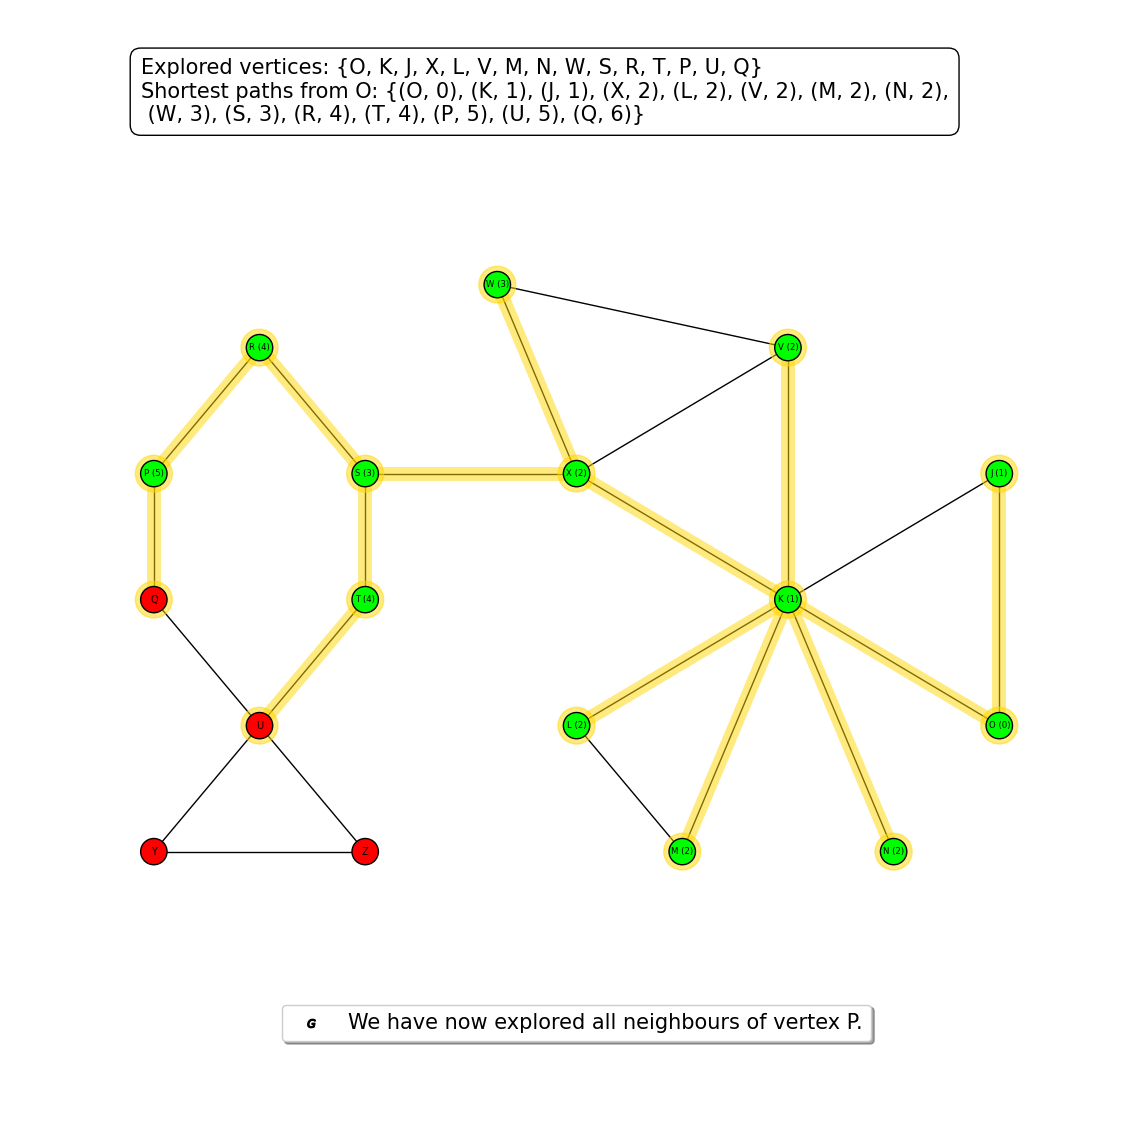 Explored vertices: {O, K, J, X, L, V, M, N, W, S, R, T, P, U, Q}
Shortest paths from O: {(O, 0), (K, 1), (J, 1), (X, 2), (L, 2), (V, 2), (M, 2), (N, 2),
(W, 3), (S, 3), (R, 4), (T, 4), (P, 5), (U, 5), (Q, 6)}
W (3)
R (4)
V (2)
P (5)
S (3)
X (2)
J (1)
Q
T (4)
K (1)
U
L (2)
O (0)
Y
Z
M (2)
N (2)
G We have now explored all neighbours of vertex P.